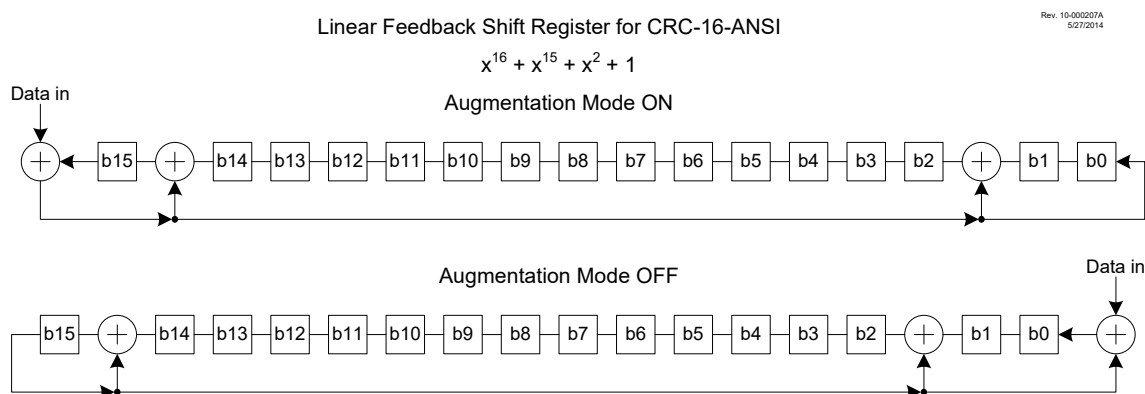 Rev. 10-000207A
5/27/2014
Linear Feedback Shift Register for CRC-16-ANSI
x¹⁶ + x¹⁵ + x² + 1
Augmentation Mode ON
Data in
b15 b14 b13 b12 b11 b10 b9 b8 b7 b6 b5 b4 b3 b2 b1 b0
Augmentation Mode OFF
Data in
b15 b14 b13 b12 b11 b10 b9 b8 b7 b6 b5 b4 b3 b2 b1 b0